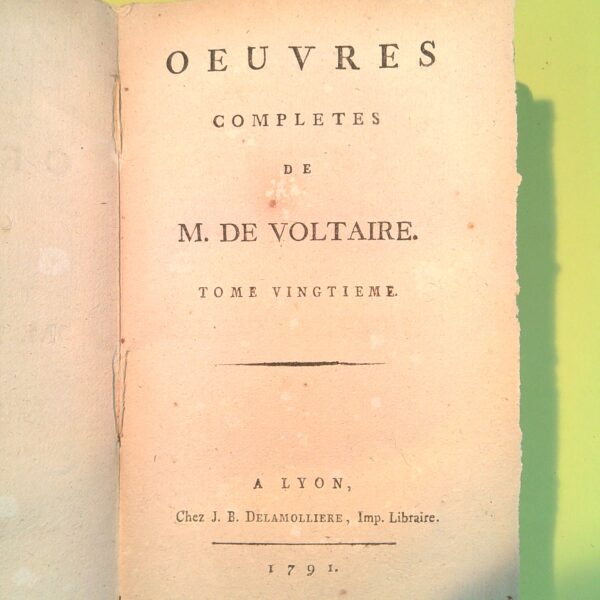 OEUVRES
COMPLETES
DE
M. DE VOLTAIRE.
TOME VINGTIEME.
A LYON,
Chez J. B. DELAMOLLIERE, Imp. Libraire.
1791.